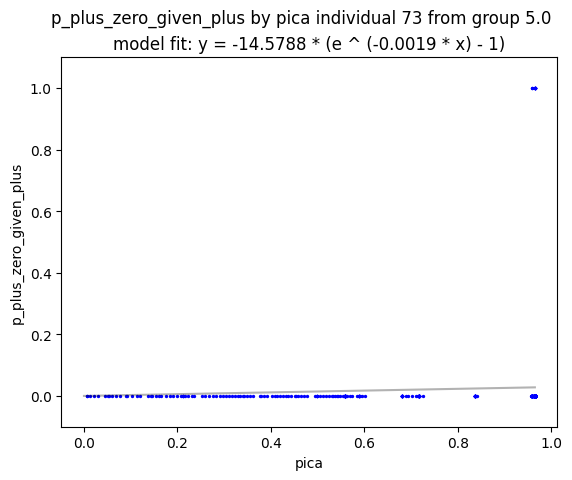 p_plus_zero_given_plus by pica individual 73 from group 5.0
model fit: y = -14.5788 * (e ^ (-0.0019 * x) - 1)
1.0
0.8
0.6
0.4
0.2
0.0
p_plus_zero_given_plus
0.0 0.2 0.4 0.6 0.8 1.0
pica